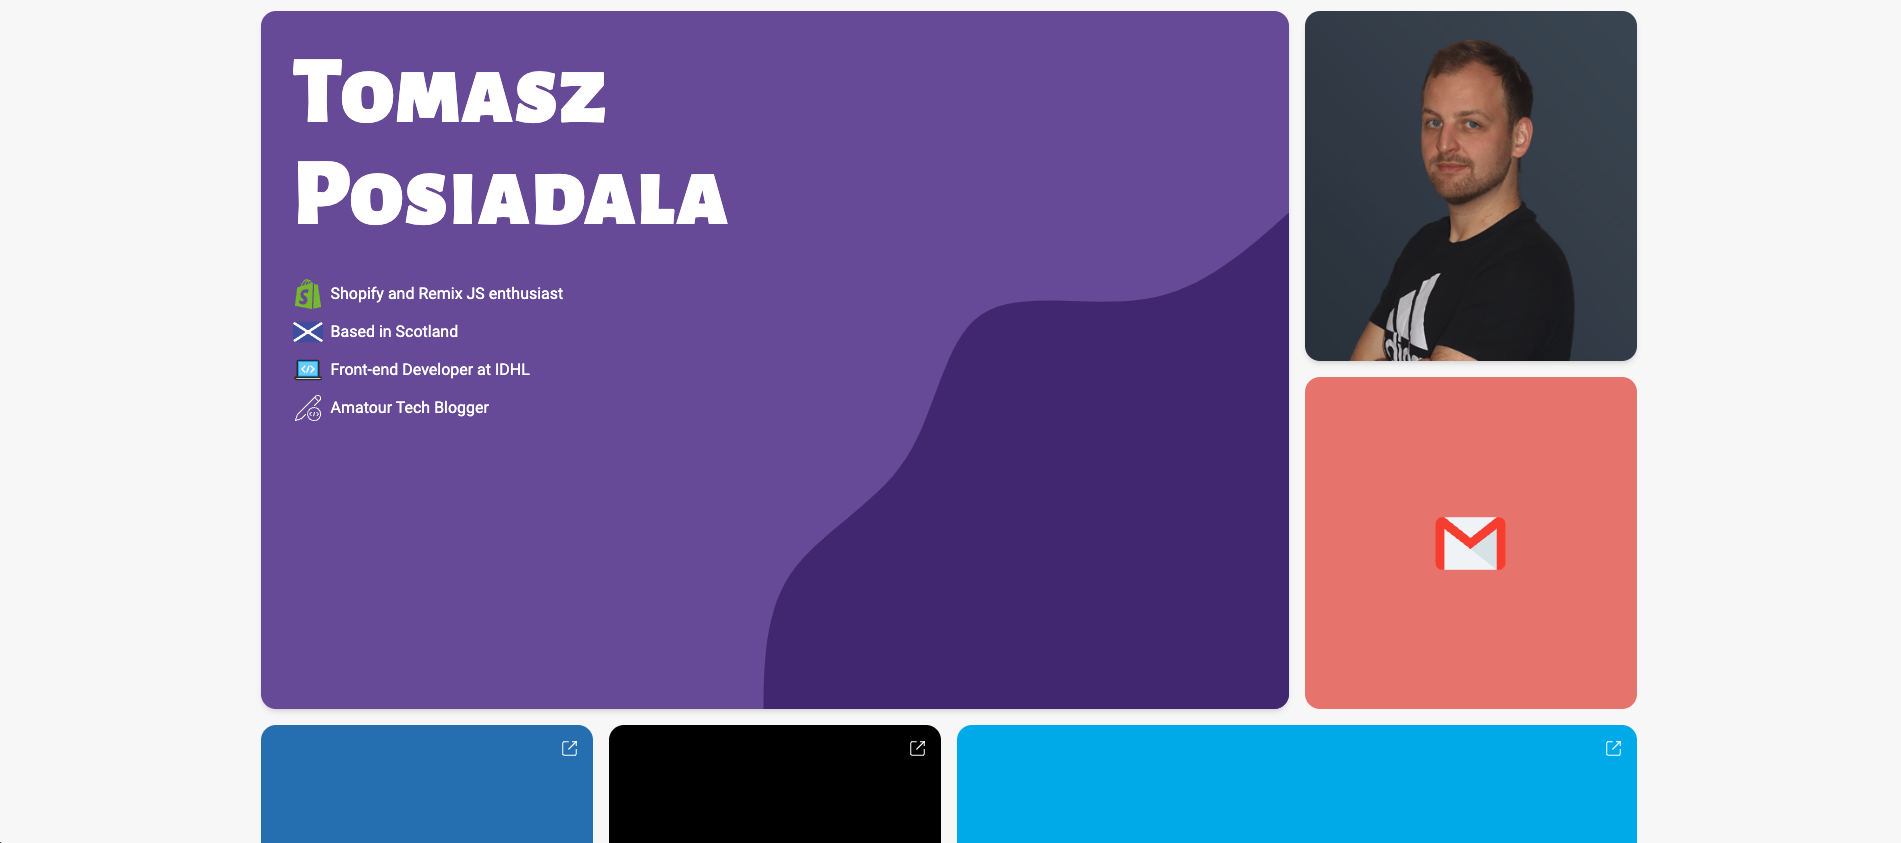 Tomasz
Posiadala
Shopify and Remix JS enthusiast
Based in Scotland
Front-end Developer at IDHL
Amatour Tech Blogger